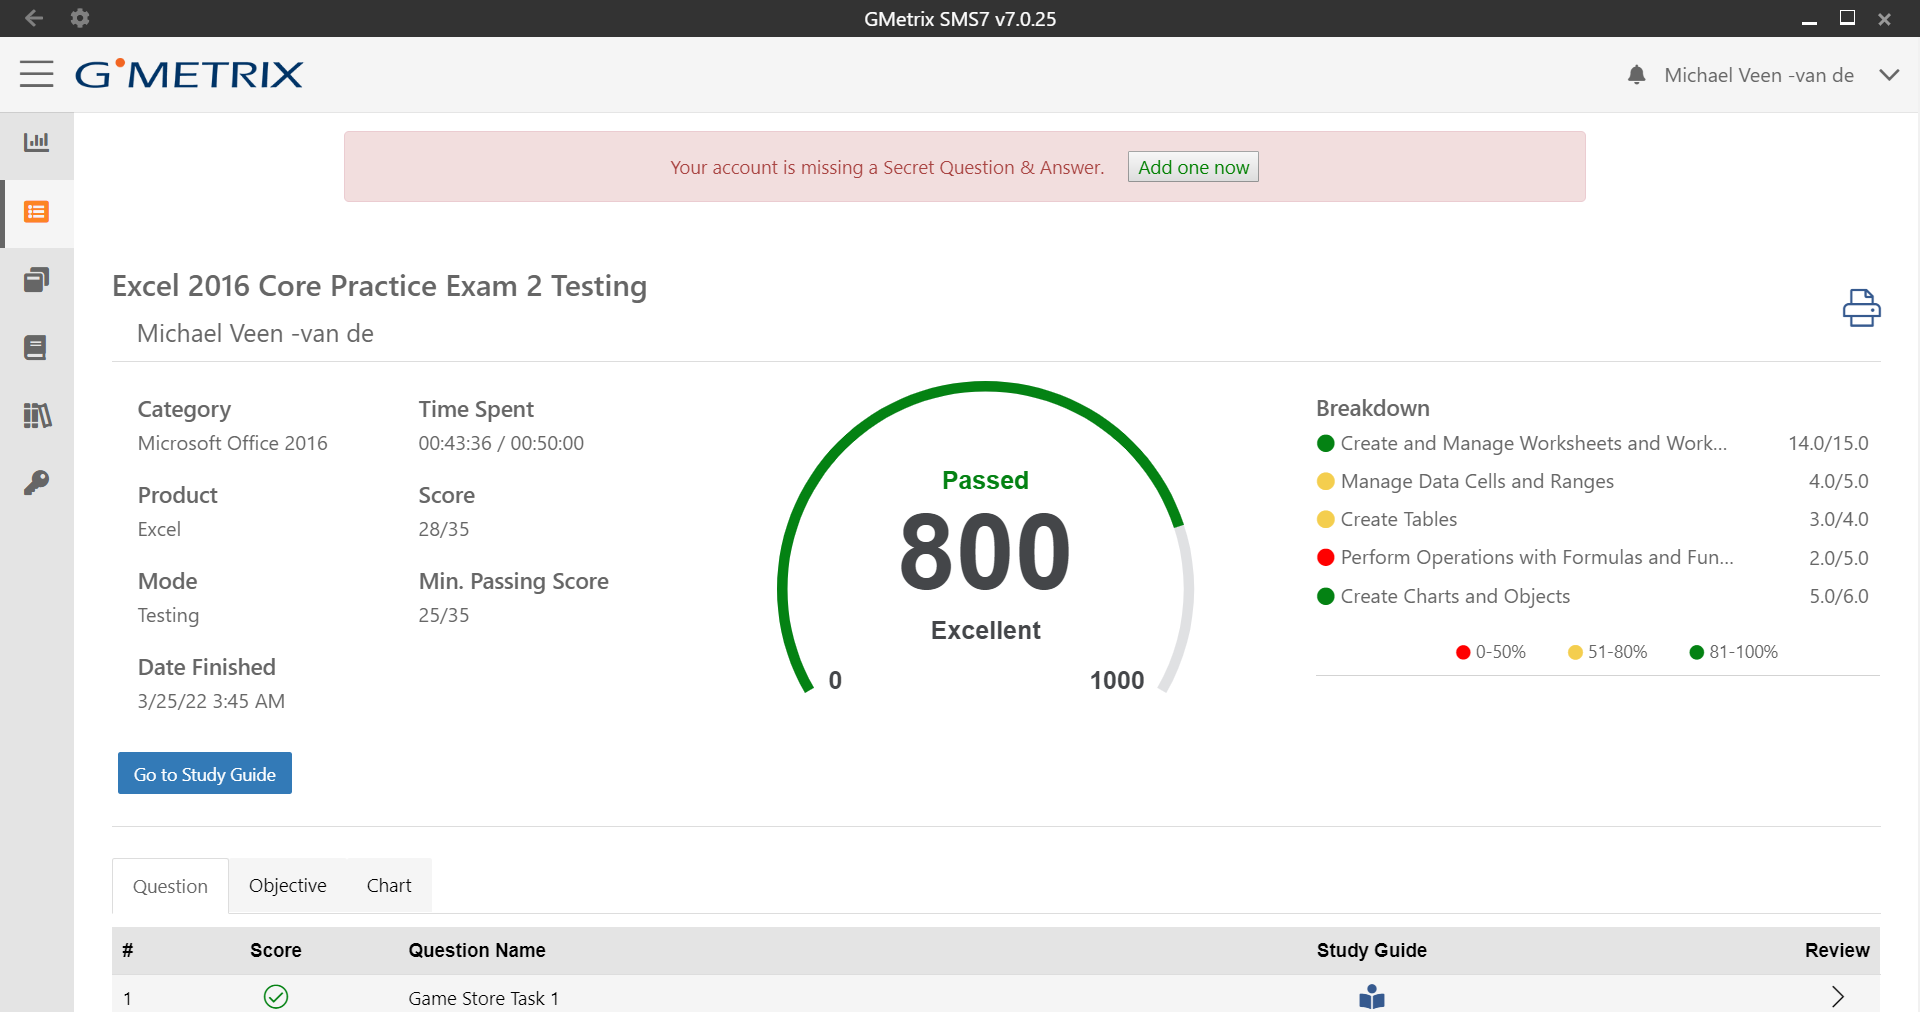 GMetrix SMS7 v7.0.25
G METRIX
Michael Veen -van de
Your account is missing a Secret Question & Answer.
Add one now
Excel 2016 Core Practice Exam 2 Testing
Michael Veen -van de
Category
Microsoft Office 2016
Time Spent
00:43:36 / 00:50:00
Product
Excel
Score
28/35
Mode
Testing
Min. Passing Score
25/35
Date Finished
3/25/22 3:45 AM
Passed
800
Excellent
0
1000
Breakdown
Create and Manage Worksheets and Work... 14.0/15.0
Manage Data Cells and Ranges 4.0/5.0
Create Tables 3.0/4.0
Perform Operations with Formulas and Fun... 2.0/5.0
Create Charts and Objects 5.0/6.0
0-50% 51-80% 81-100%
Go to Study Guide
Question Objective Chart
# Score Question Name Study Guide Review
1 Game Store Task 1